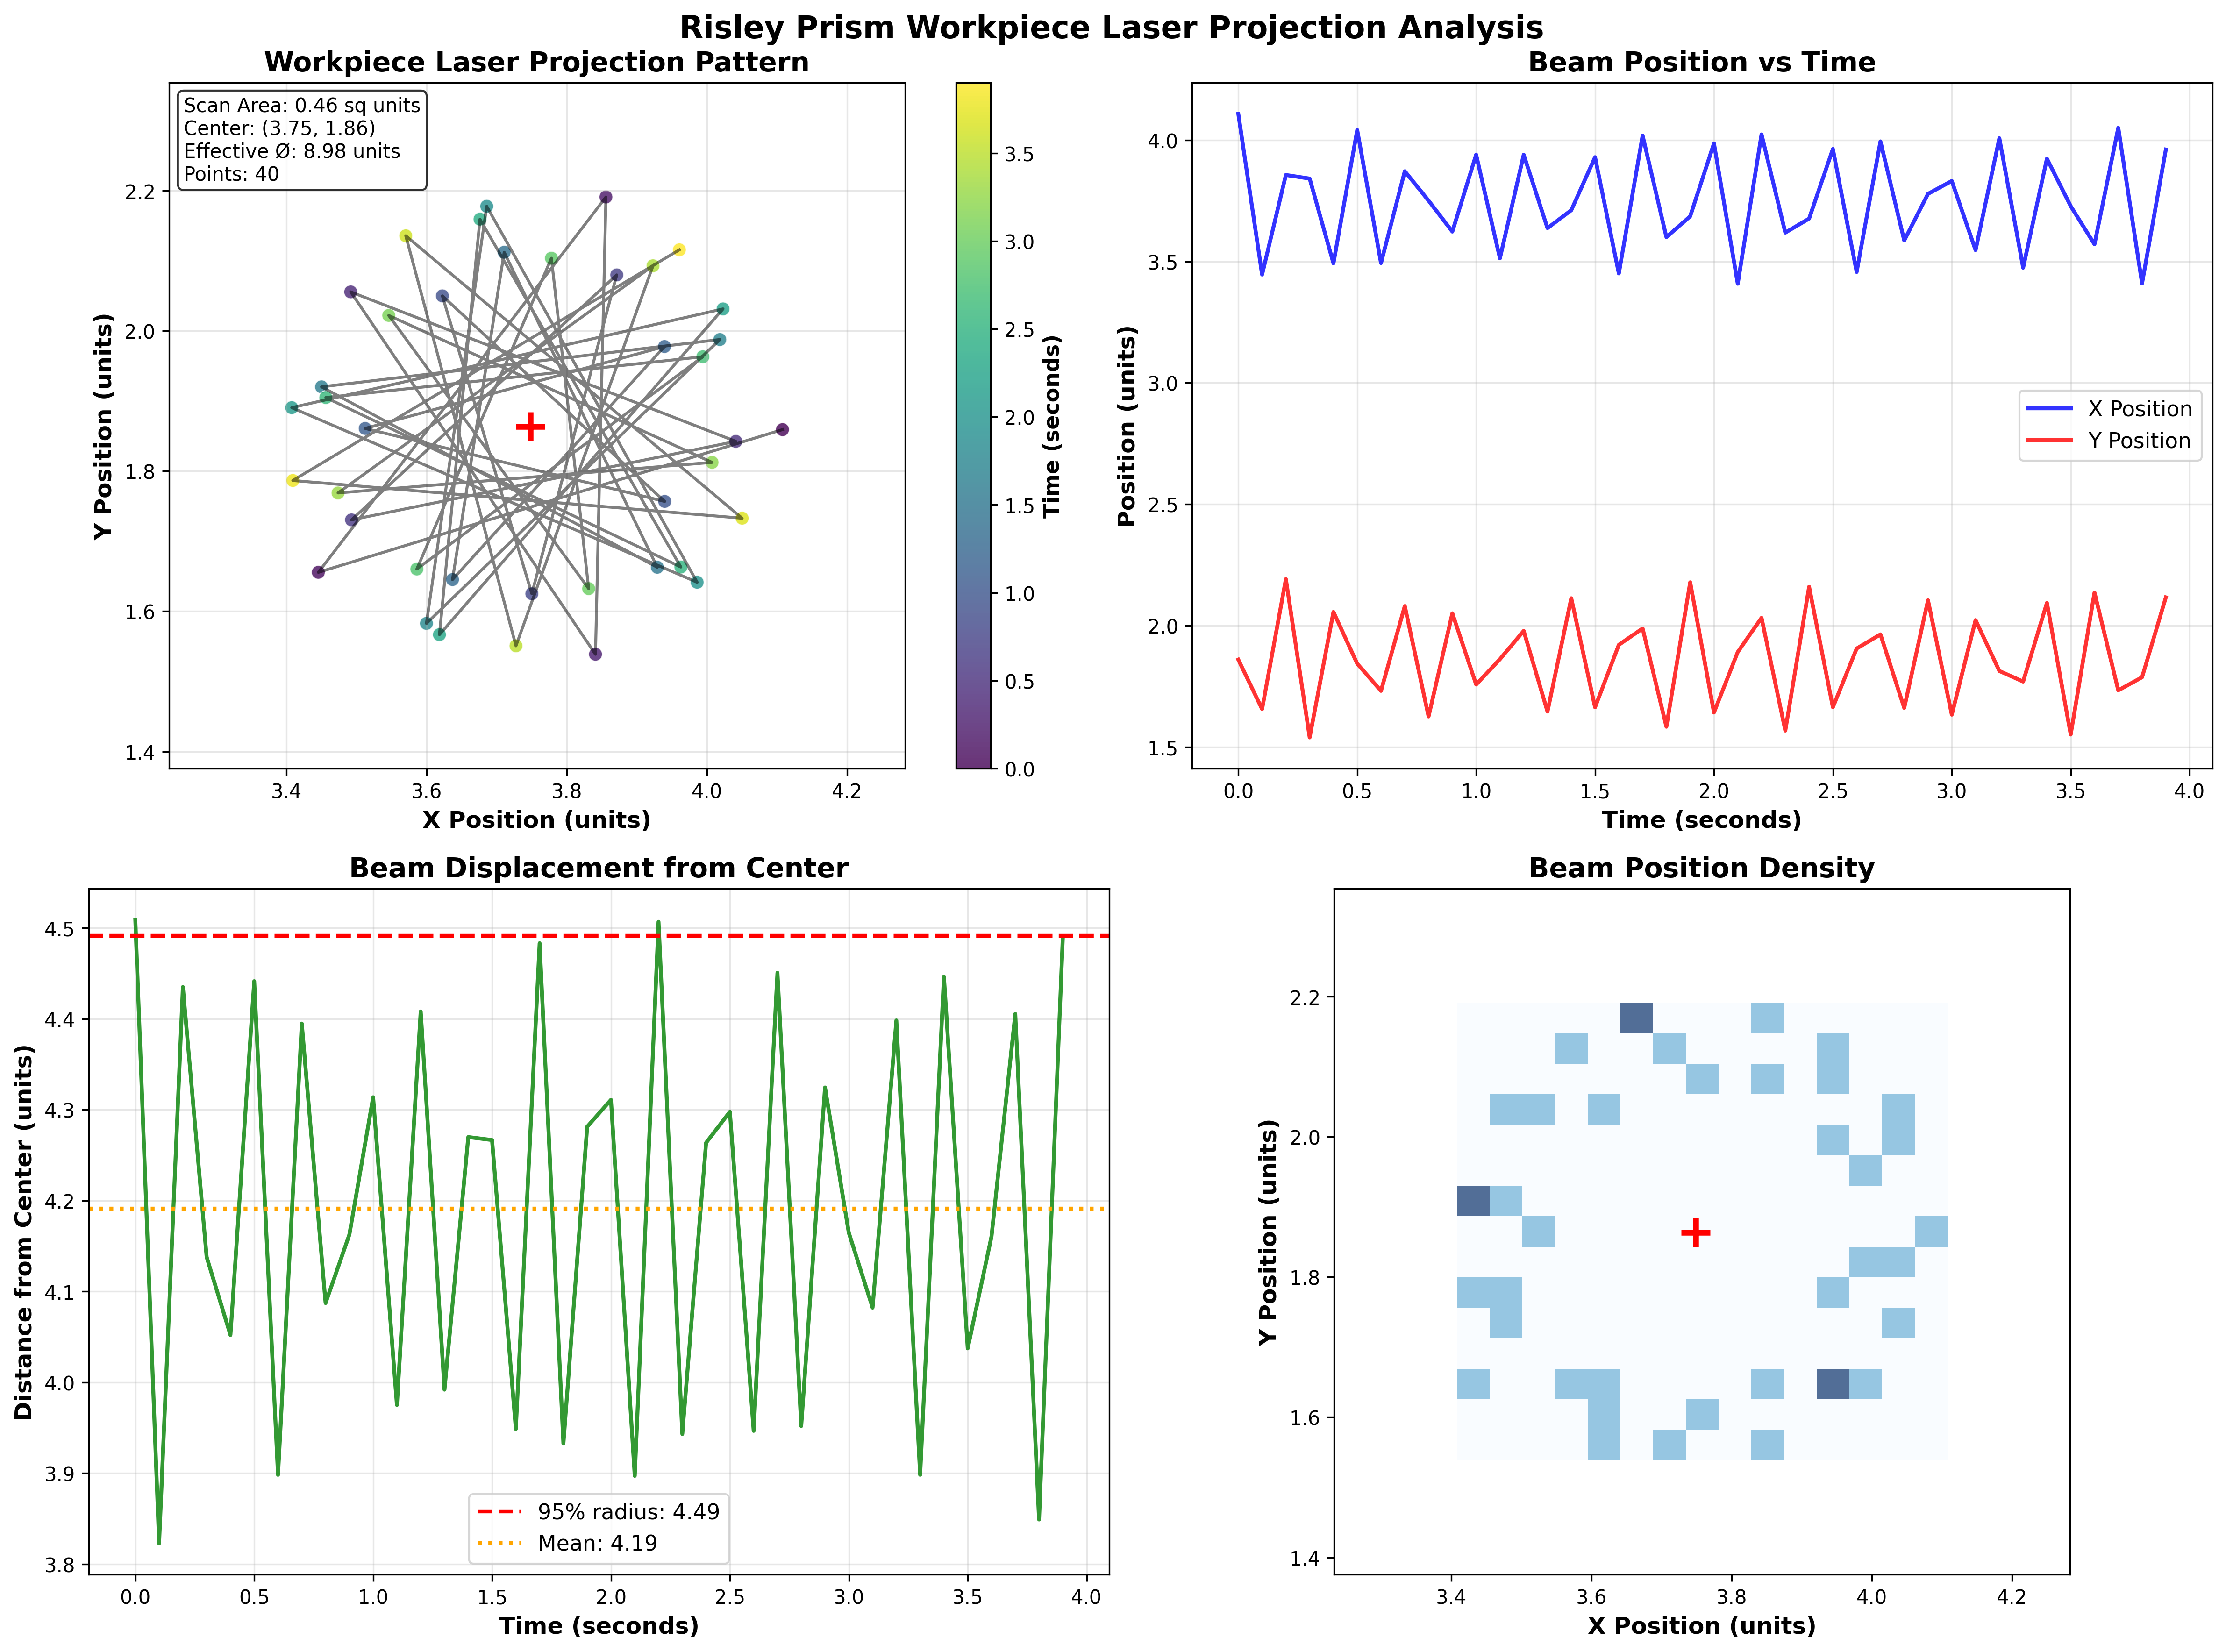 Risley Prism Workpiece Laser Projection Analysis
Workpiece Laser Projection Pattern
Scan Area: 0.46 sq units
Center: (3.75, 1.86)
Effective Ø: 8.98 units
Points: 40
Y Position (units)
2.2
2.0
1.8
1.6
1.4
3.4 3.6 3.8 4.0 4.2
X Position (units)
3.5
3.0
2.5
2.0
1.5
1.0
0.5
0.0
Time (seconds)
Beam Position vs Time
Position (units)
4.0
3.5
3.0
2.5
2.0
1.5
X Position
Y Position
0.0 0.5 1.0 1.5 2.0 2.5 3.0 3.5 4.0
Time (seconds)
Beam Displacement from Center
Distance from Center (units)
4.5
4.4
4.3
4.2
4.1
4.0
3.9
3.8
95% radius: 4.49
Mean: 4.19
0.0 0.5 1.0 1.5 2.0 2.5 3.0 3.5 4.0
Time (seconds)
Beam Position Density
Y Position (units)
2.2
2.0
1.8
1.6
1.4
3.4 3.6 3.8 4.0 4.2
X Position (units)